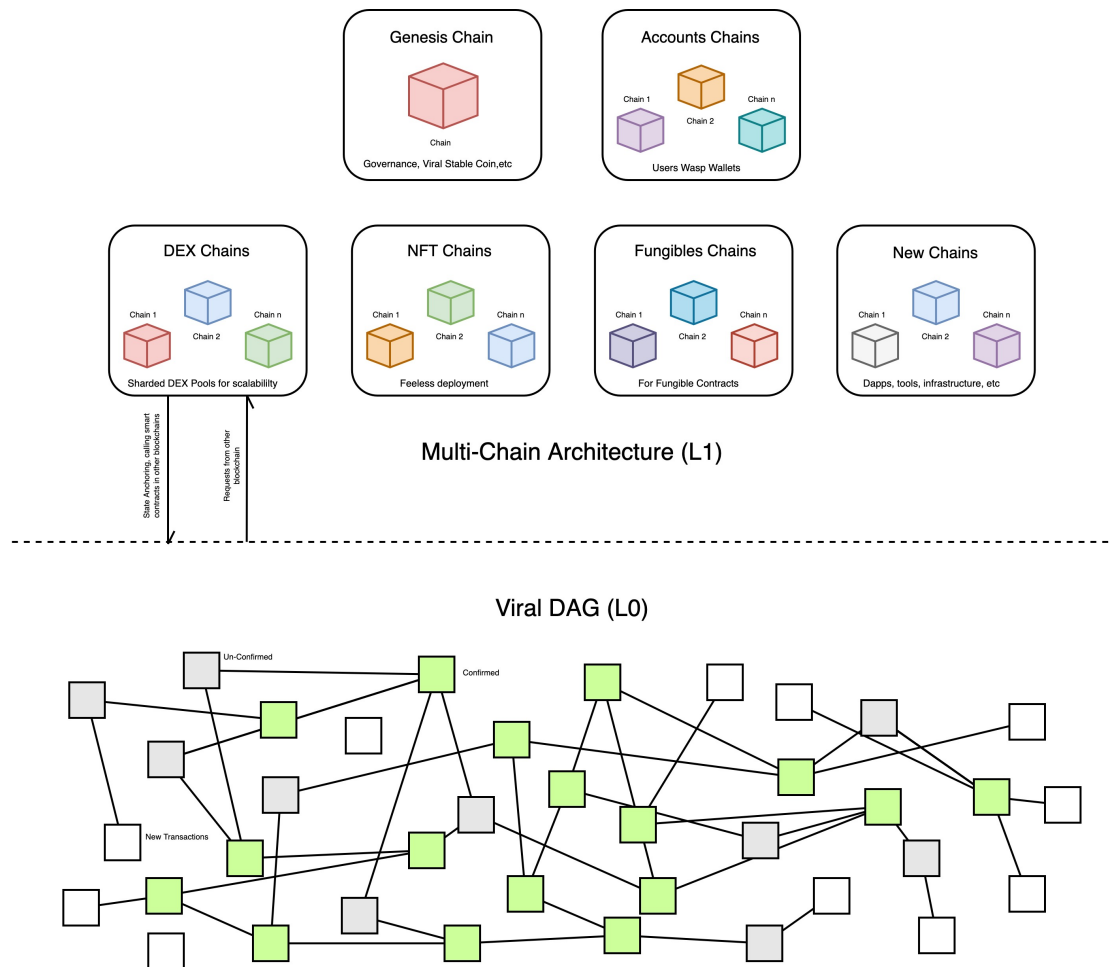 Genesis Chain
Chain
Governance, Viral Stable Coin,etc
Accounts Chains
Chain 1
Chain 2
Chain n
Users Wasp Wallets
DEX Chains
Chain 1
Chain 2
Chain n
Sharded DEX Pools for scalabililty
NFT Chains
Chain 1
Chain 2
Chain n
Feeless deployment
Fungibles Chains
Chain 1
Chain 2
Chain n
For Fungible Contracts
New Chains
Chain 1
Chain 2
Chain n
Dapps, tools, infrastructure, etc
State Anchoring, calling smart
contracts in other blockchains
Requests from other
blockchain
Multi-Chain Architecture (L1)
Viral DAG (L0)
Un-Confirmed
Confirmed
New Transactions